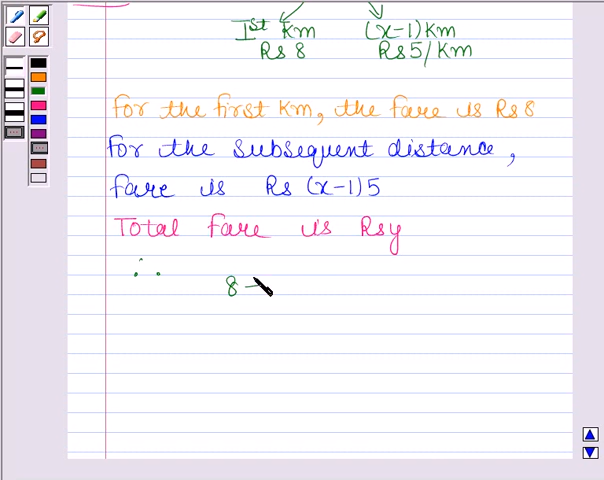 Ist Km (x-1)Km
Rs 8 Rs 5/Km
for the first Km, the fare is Rs 8
for the subsequent distance,
fare is Rs (x-1)5
Total fare is Rs y
∴
8 -